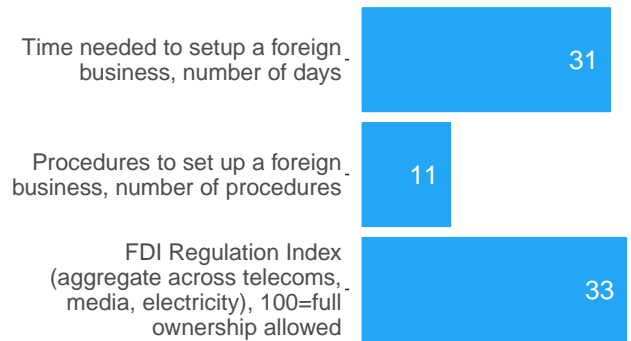 Time needed to setup a foreign
business, number of days
31
Procedures to set up a foreign
business, number of procedures
11
FDI Regulation Index
(aggregate across telecoms,
media, electricity), 100=full
ownership allowed
33